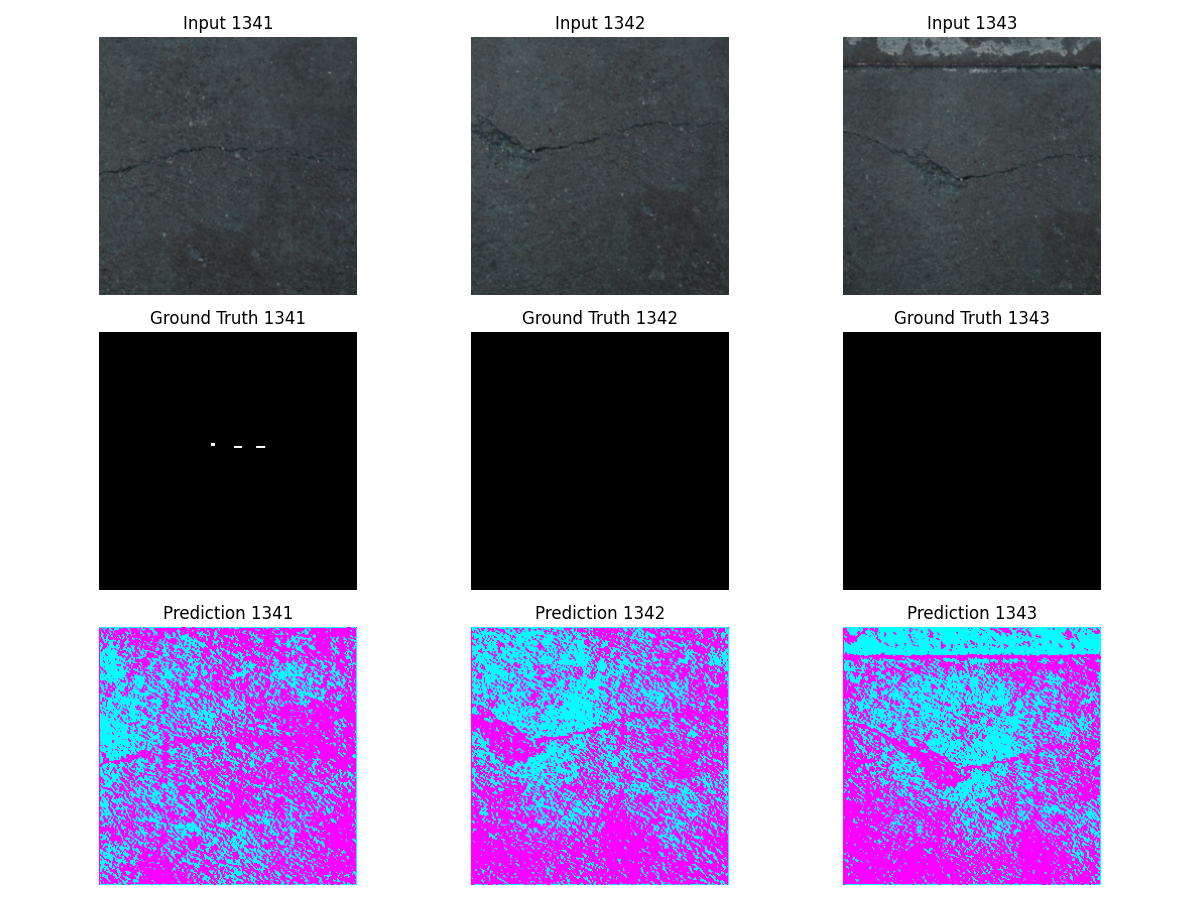 Input 1341
Input 1342
Input 1343
Ground Truth 1341
Ground Truth 1342
Ground Truth 1343
Prediction 1341
Prediction 1342
Prediction 1343